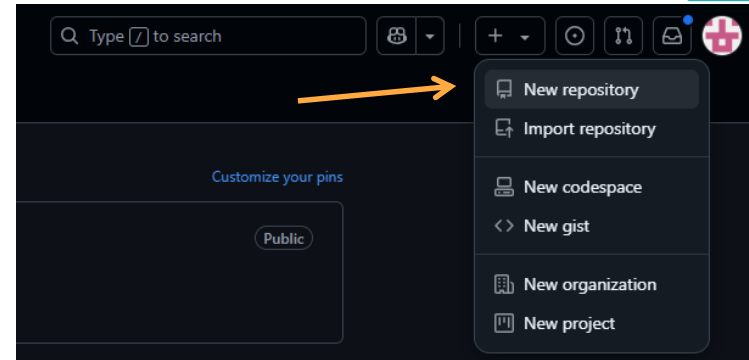 Type / to search
New repository
Import repository
Customize your pins
New codespace
Public
New gist
New organization
New project